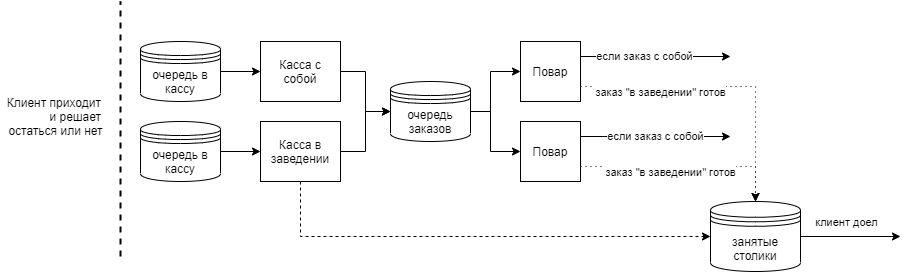 Клиент приходит
и решает
остаться или нет
очередь в
кассу
Касса с
собой
очередь в
кассу
Касса в
заведении
очередь
заказов
Повар
если заказ с собой
заказ "в заведении" готов
Повар
если заказ с собой
заказ "в заведении" готов
занятые
столики
клиент доел